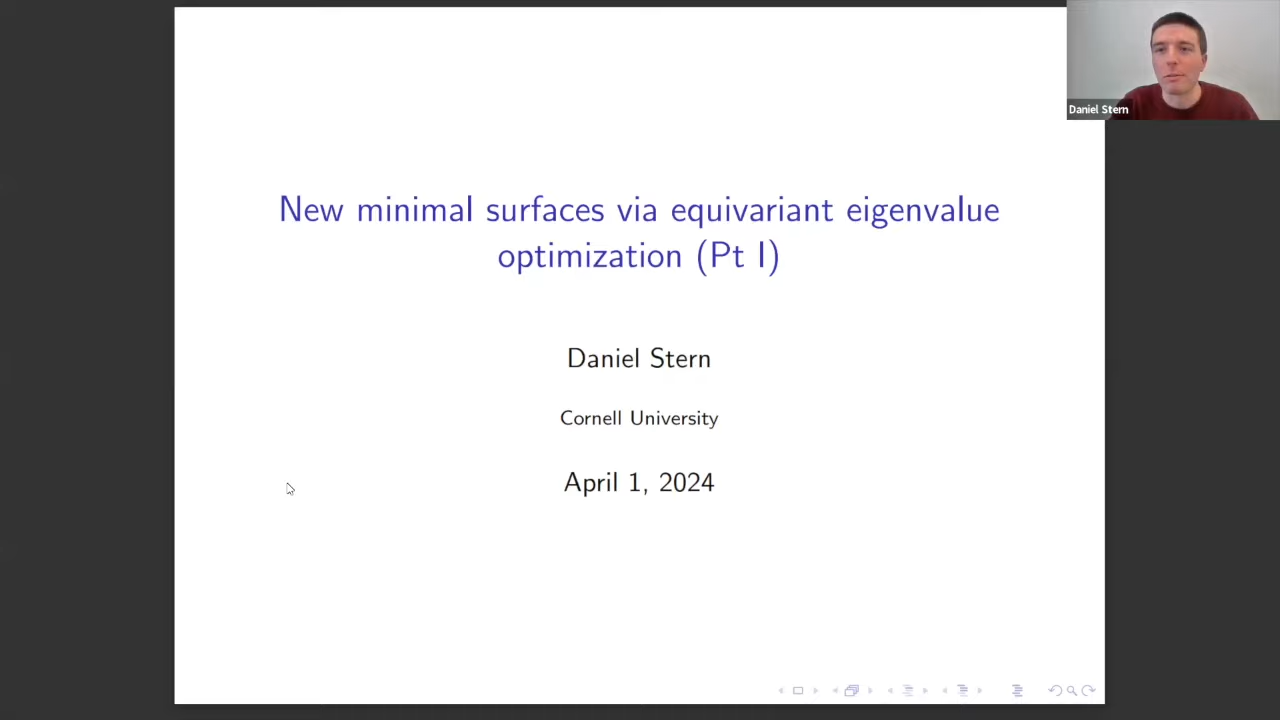 Daniel Stern
New minimal surfaces via equivariant eigenvalue
optimization (Pt I)
Daniel Stern
Cornell University
April 1, 2024